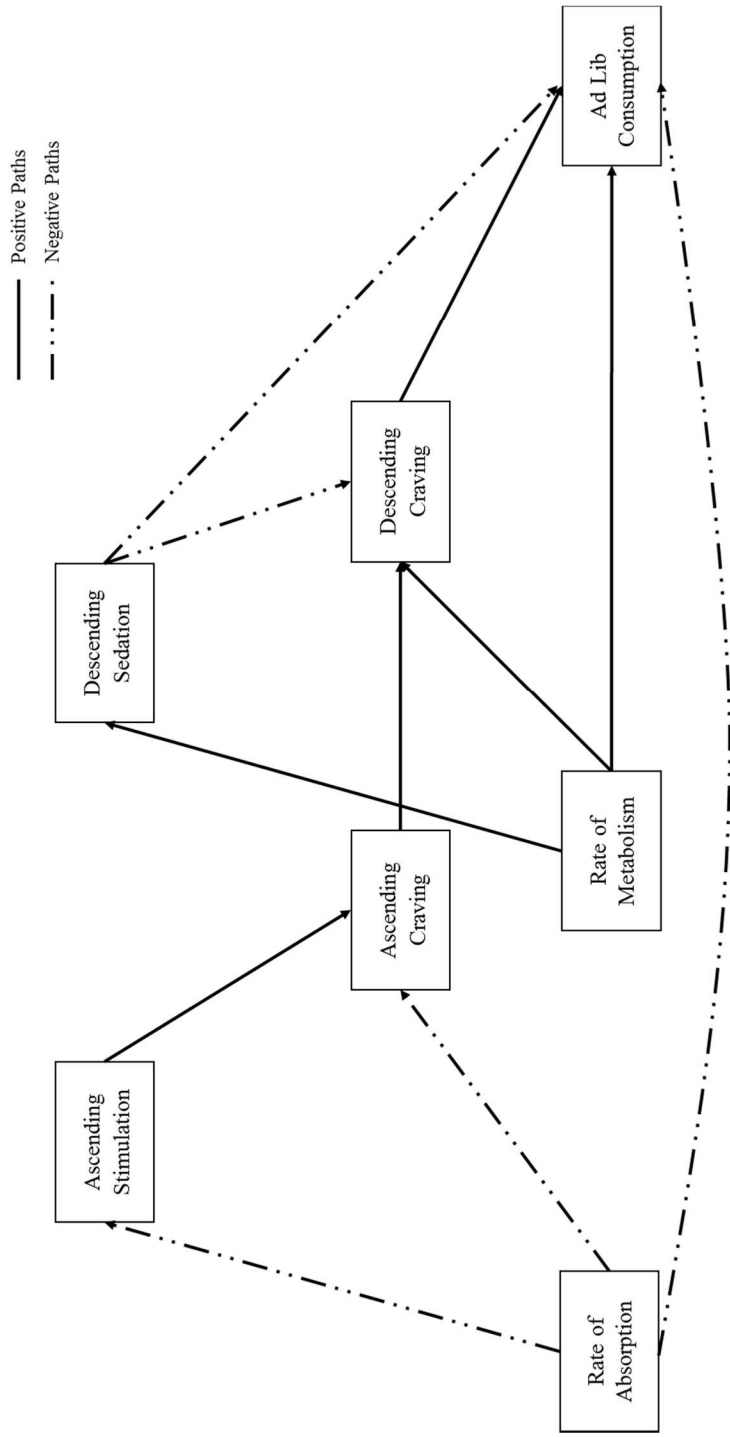 Positive Paths
Negative Paths
Ascending
Stimulation
Descending
Sedation
Ascending
Craving
Descending
Craving
Rate of
Absorption
Rate of
Metabolism
Ad Lib
Consumption